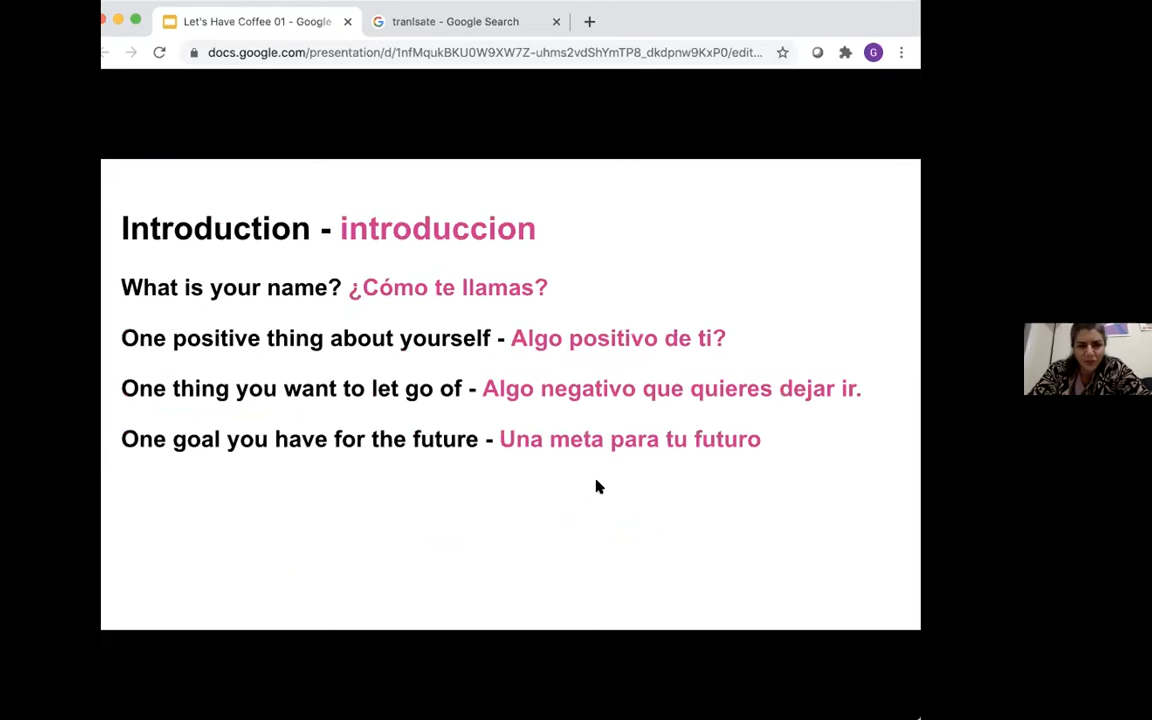 Let's Have Coffee 01 - Google
tranlsate - Google Search
docs.google.com/presentation/d/1nfMqukBKU0W9XW7Z-uhms2vdShYmTP8_dkdpnw9KxP0/edit...
G
Introduction - introduccion
What is your name? ¿Cómo te llamas?
One positive thing about yourself - Algo positivo de ti?
One thing you want to let go of - Algo negativo que quieres dejar ir.
One goal you have for the future - Una meta para tu futuro